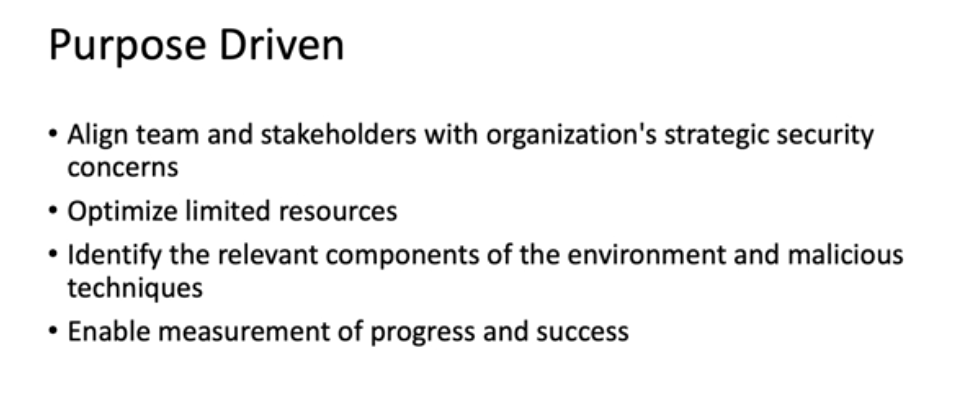 Purpose Driven
• Align team and stakeholders with organization's strategic security
concerns
• Optimize limited resources
• Identify the relevant components of the environment and malicious
techniques
• Enable measurement of progress and success